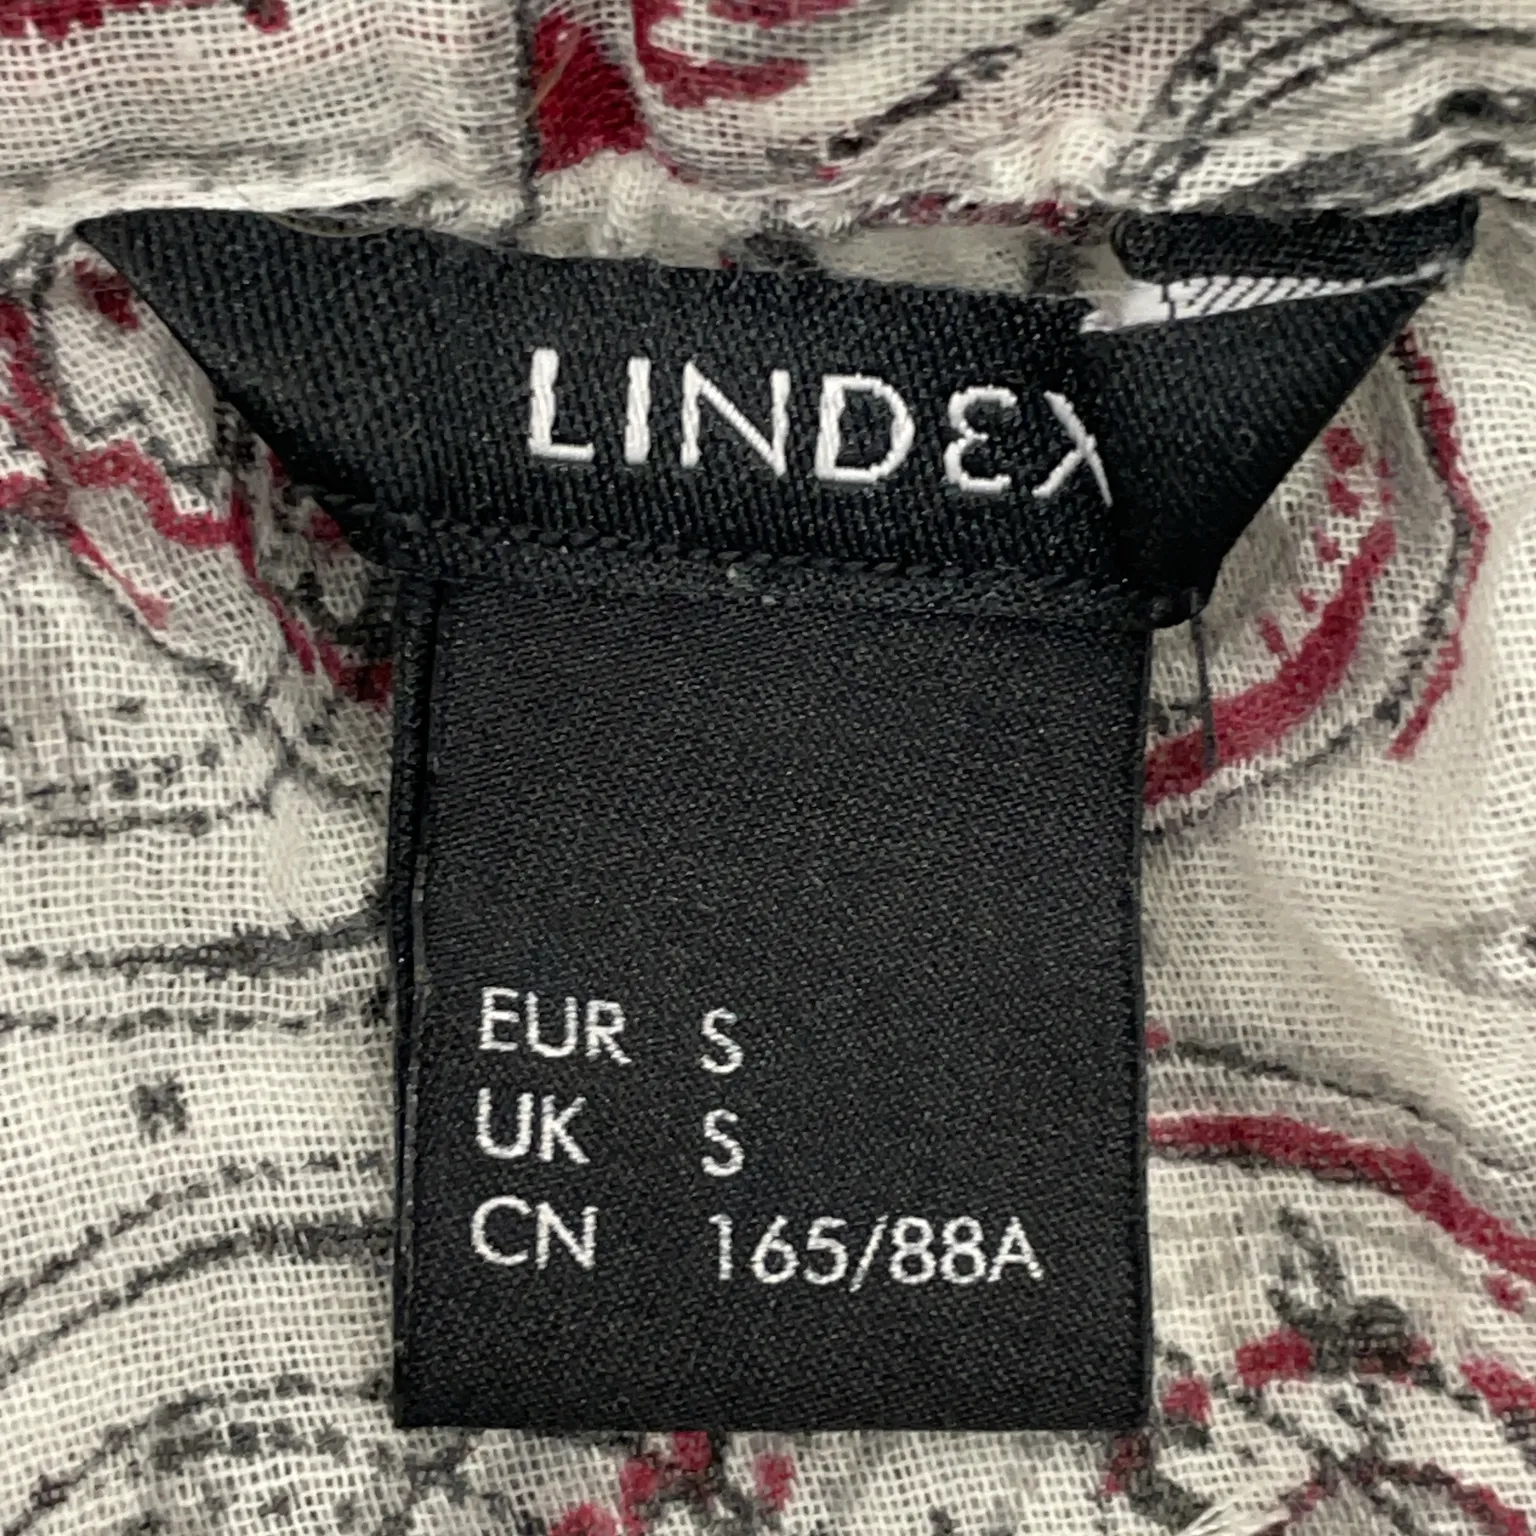 LINDEX
EUR S
UK S
CN 165/88A